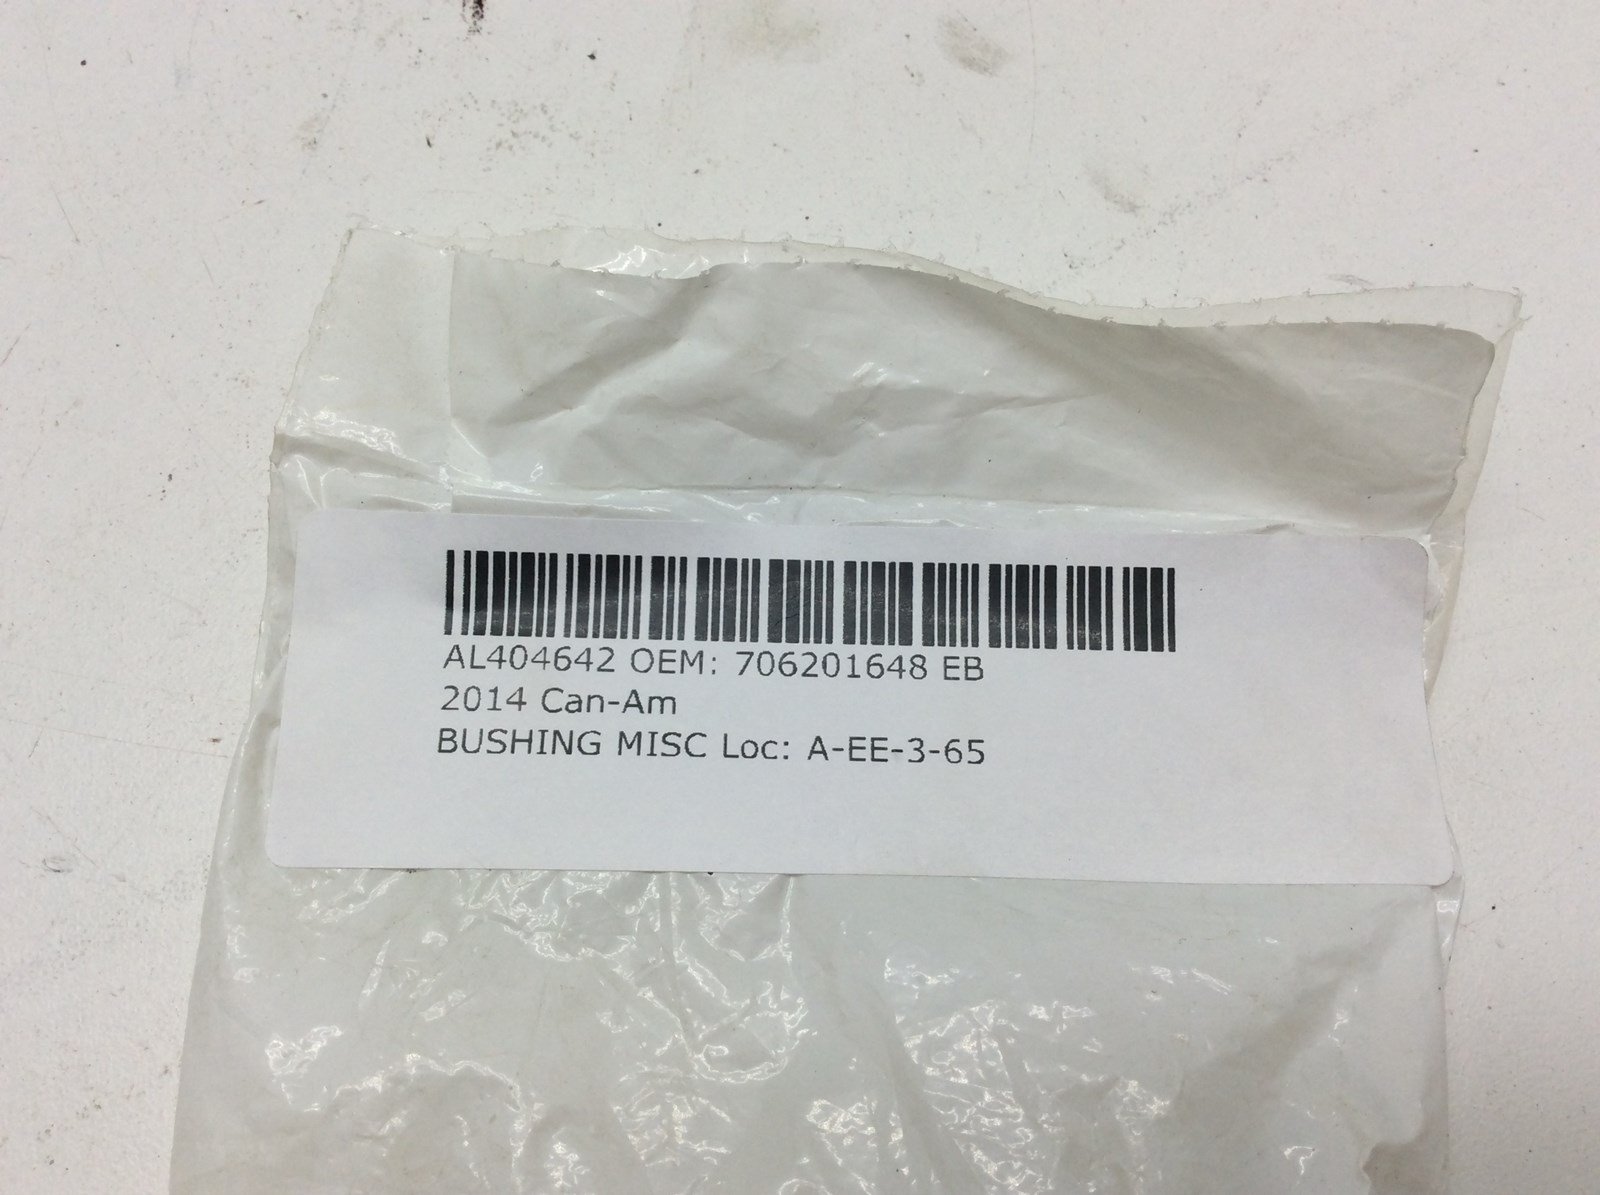 AL404642 OEM: 706201648 EB
2014 Can-Am
BUSHING MISC Loc: A-EE-3-65